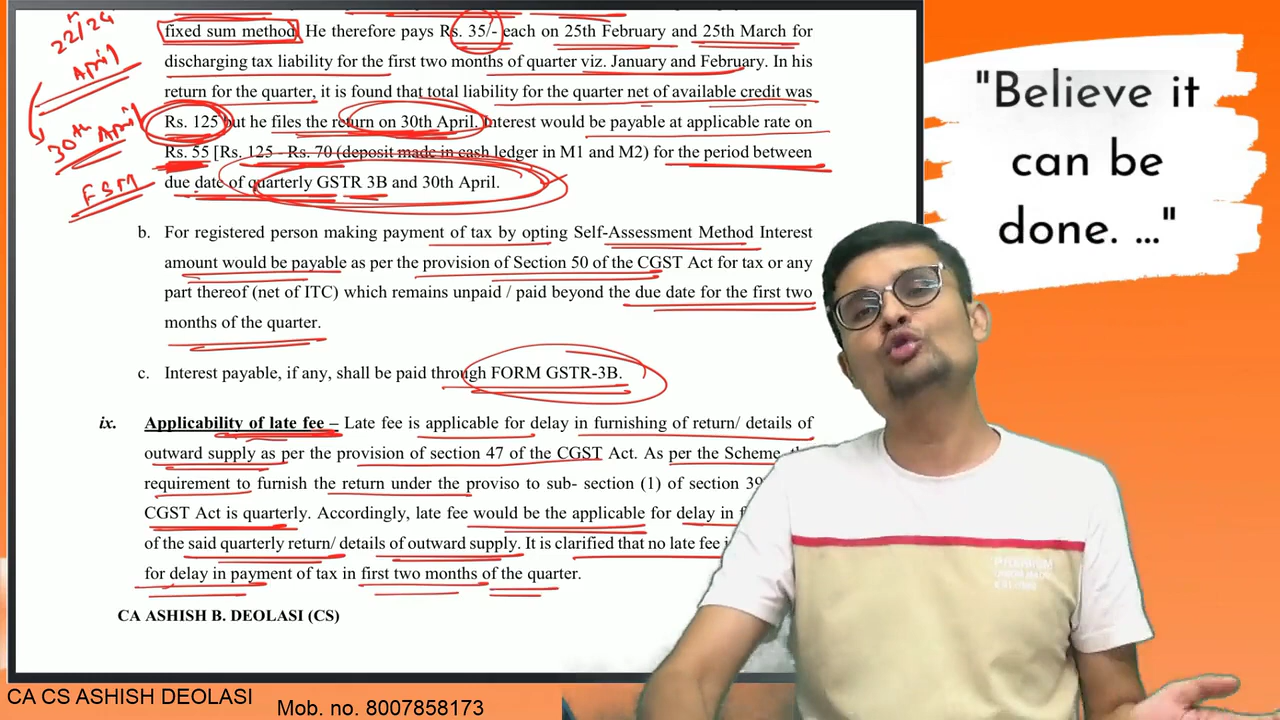 fixed sum method. He therefore pays Rs. 35/- each on 25th February and 25th March for
discharging tax liability for the first two months of quarter viz. January and February. In his
return for the quarter, it is found that total liability for the quarter net of available credit was
Rs. 125 but he files the return on 30th April. Interest would be payable at applicable rate on
Rs. 55 [Rs. 125 - Rs. 70 (deposit made in cash ledger in M1 and M2) for the period between
due date of quarterly GSTR 3B and 30th April.
22/24
April
30th April
FSM
b. For registered person making payment of tax by opting Self-Assessment Method Interest
amount would be payable as per the provision of Section 50 of the CGST Act for tax or any
part thereof (net of ITC) which remains unpaid / paid beyond the due date for the first two
months of the quarter.
c. Interest payable, if any, shall be paid through FORM GSTR-3B.
ix. Applicability of late fee – Late fee is applicable for delay in furnishing of return/ details of
outward supply as per the provision of section 47 of the CGST Act. As per the Scheme,
requirement to furnish the return under the proviso to sub- section (1) of section 39
CGST Act is quarterly. Accordingly, late fee would be the applicable for delay in
of the said quarterly return/ details of outward supply. It is clarified that no late fee
for delay in payment of tax in first two months of the quarter.
CA ASHISH B. DEOLASI (CS)
"Believe it
can be
done. ..."
CA CS ASHISH DEOLASI
Mob. no. 8007858173